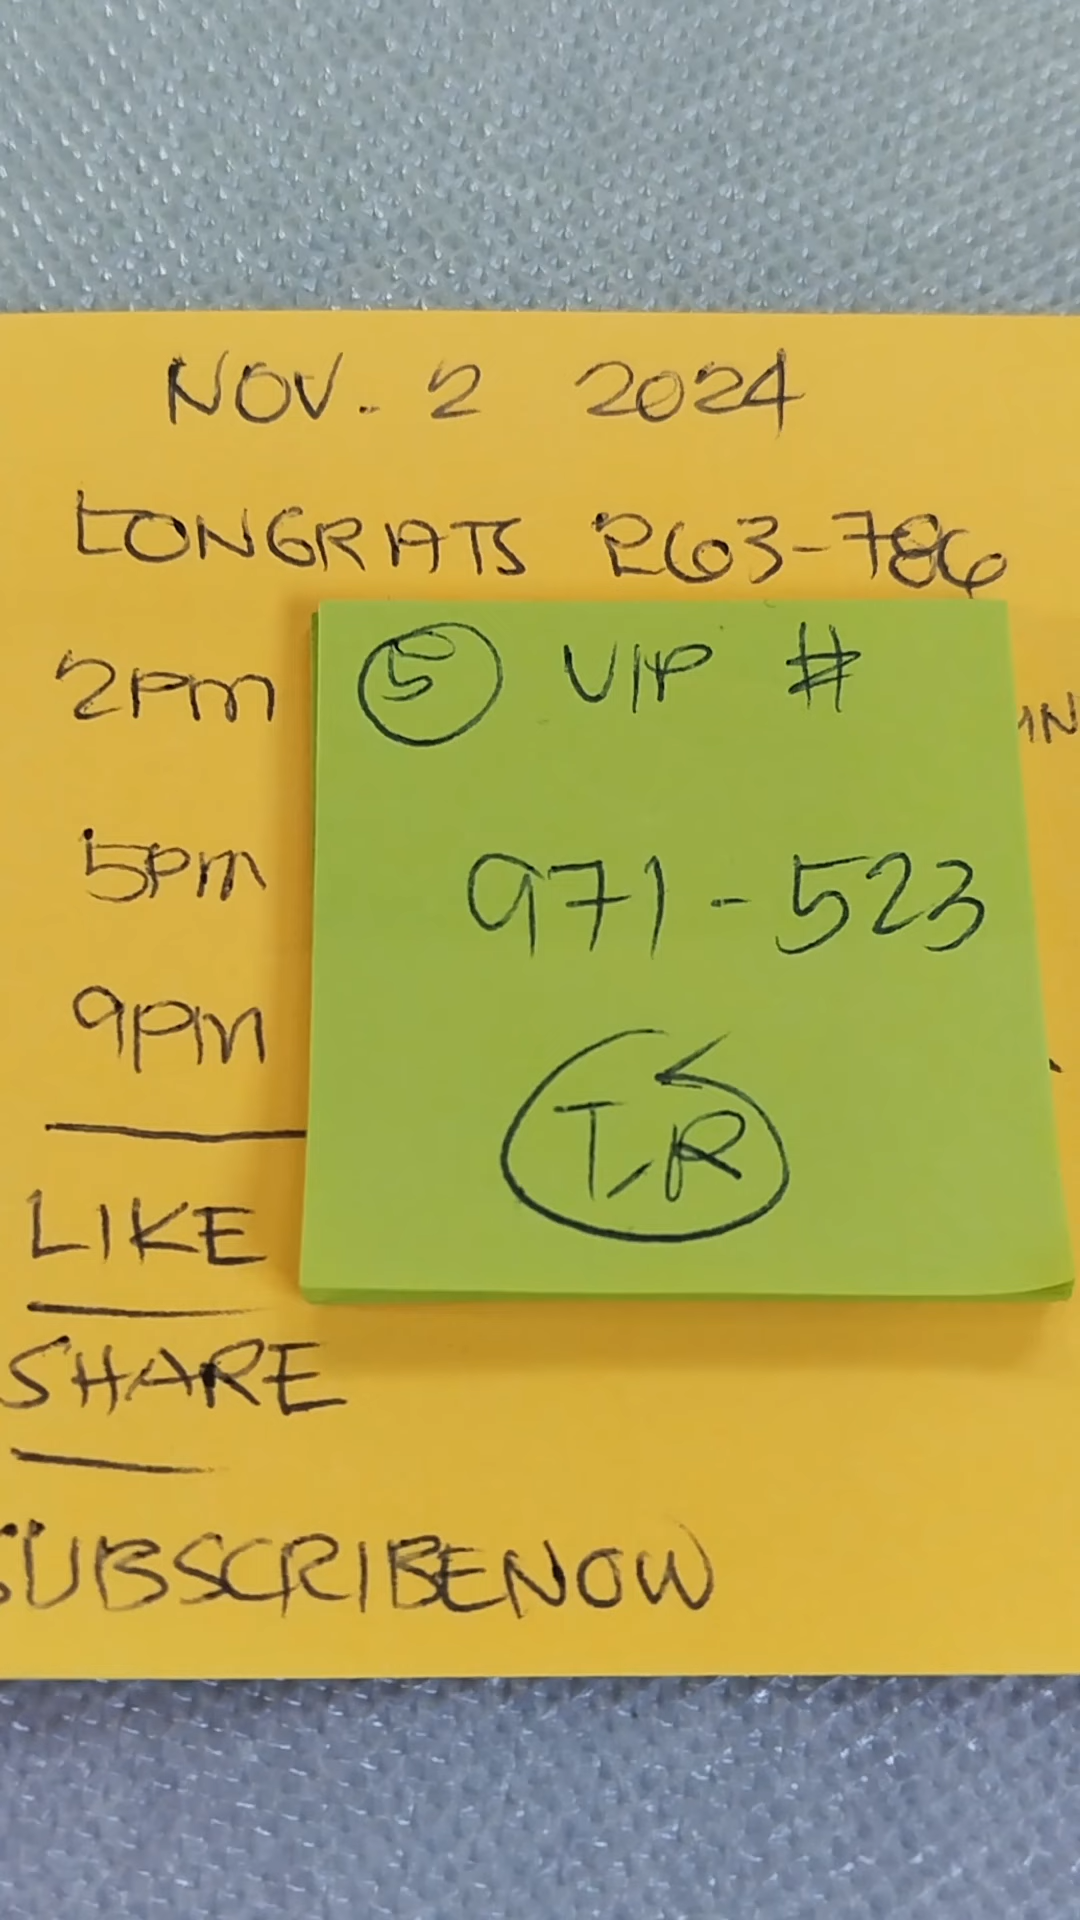 NOV. 2 2024
CONGRATS 263-786
2pm
5pm
9pm
LIKE
SHARE
SUBSCRIBENOW
5 VIP #
971-523
T,R